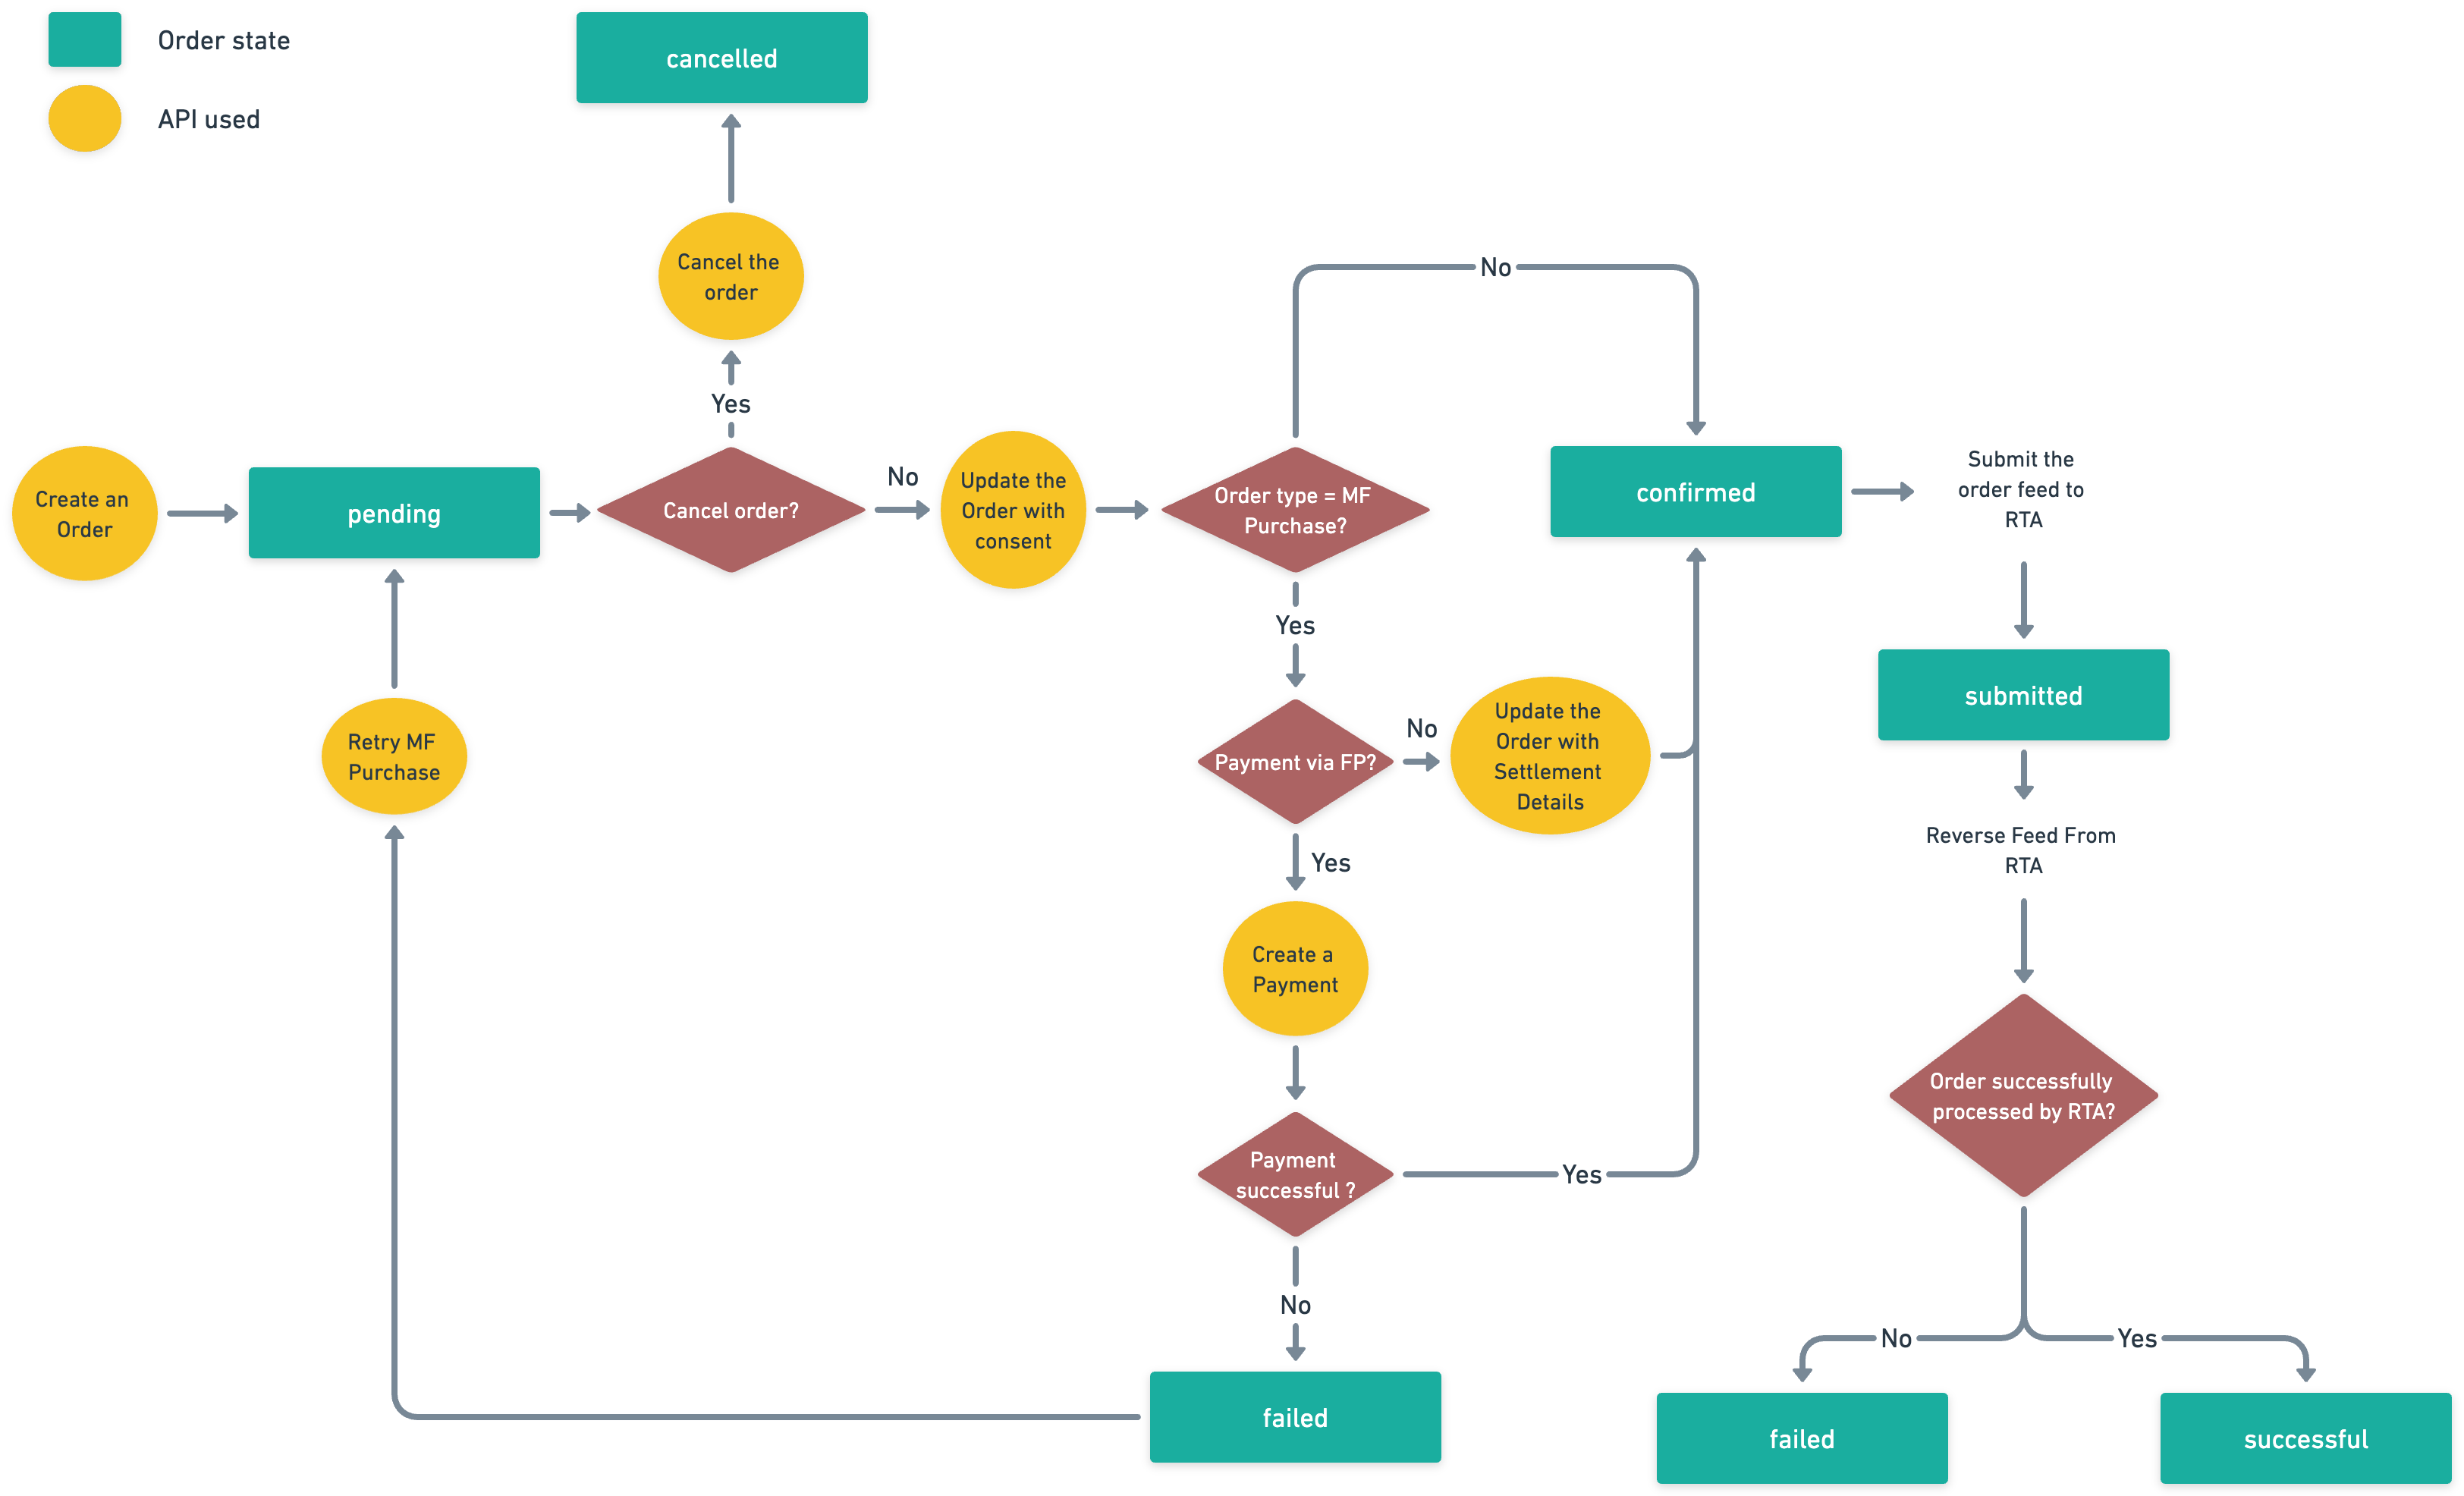 Order state
API used
cancelled
Cancel the
order
Yes
No
Create an
Order
pending
Cancel order?
No
Update the
Order with
consent
Order type = MF
Purchase?
confirmed
Submit the
order feed to
RTA
Yes
submitted
Retry MF
Purchase
Payment via FP?
No
Update the
Order with
Settlement
Details
Yes
Reverse Feed From
RTA
Create a
Payment
Order successfully
processed by RTA?
Payment
successful ?
Yes
No
No
Yes
failed
failed
successful